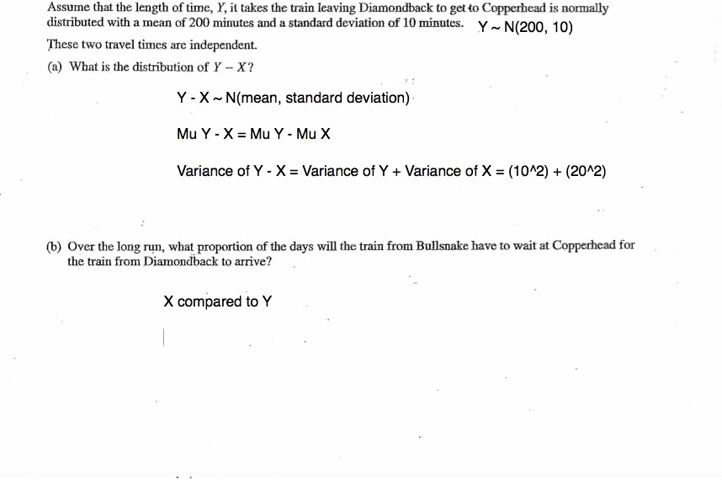 Assume that the length of time, Y, it takes the train leaving Diamondback to get to Copperhead is normally
distributed with a mean of 200 minutes and a standard deviation of 10 minutes. Y ~ N(200, 10)
These two travel times are independent.
(a) What is the distribution of Y – X?
Y - X ~ N(mean, standard deviation)
Mu Y - X = Mu Y - Mu X
Variance of Y - X = Variance of Y + Variance of X = (10^2) + (20^2)
(b) Over the long run, what proportion of the days will the train from Bullsnake have to wait at Copperhead for
the train from Diamondback to arrive?
X compared to Y